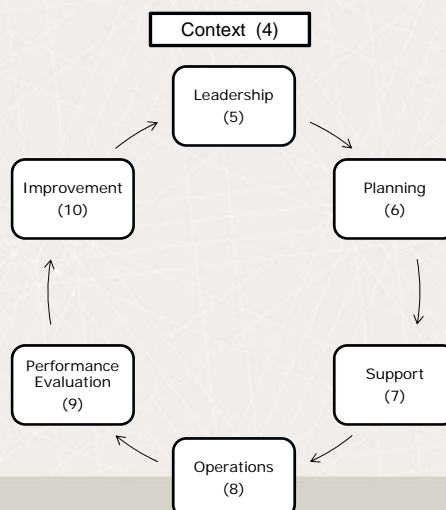 Context (4)
Leadership
(5)
Planning
(6)
Support
(7)
Operations
(8)
Performance
Evaluation
(9)
Improvement
(10)